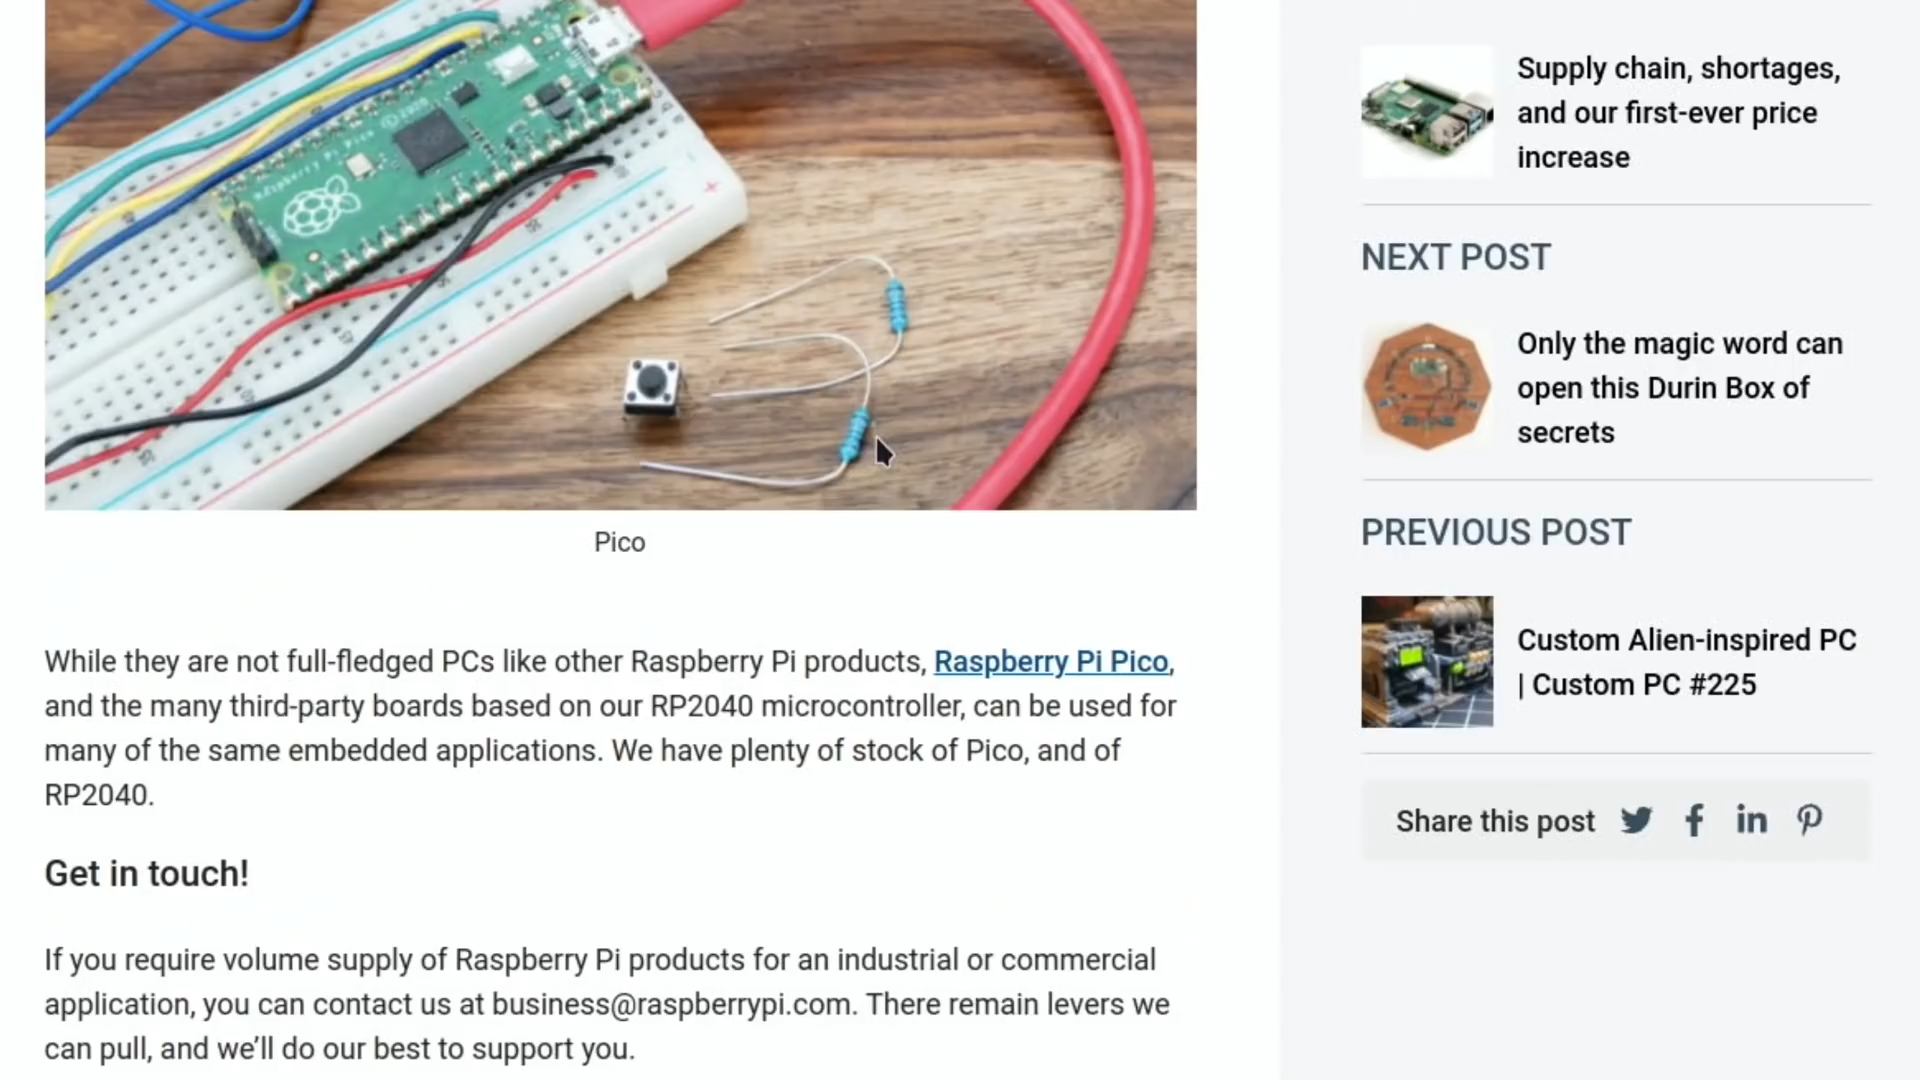 Raspberry Pi Pico © 2020
Pico
While they are not full-fledged PCs like other Raspberry Pi products, Raspberry Pi Pico,
and the many third-party boards based on our RP2040 microcontroller, can be used for
many of the same embedded applications. We have plenty of stock of Pico, and of
RP2040.
Get in touch!
If you require volume supply of Raspberry Pi products for an industrial or commercial
application, you can contact us at business@raspberrypi.com. There remain levers we
can pull, and we’ll do our best to support you.
Supply chain, shortages,
and our first-ever price
increase
NEXT POST
Only the magic word can
open this Durin Box of
secrets
PREVIOUS POST
Custom Alien-inspired PC
| Custom PC #225
Share this post